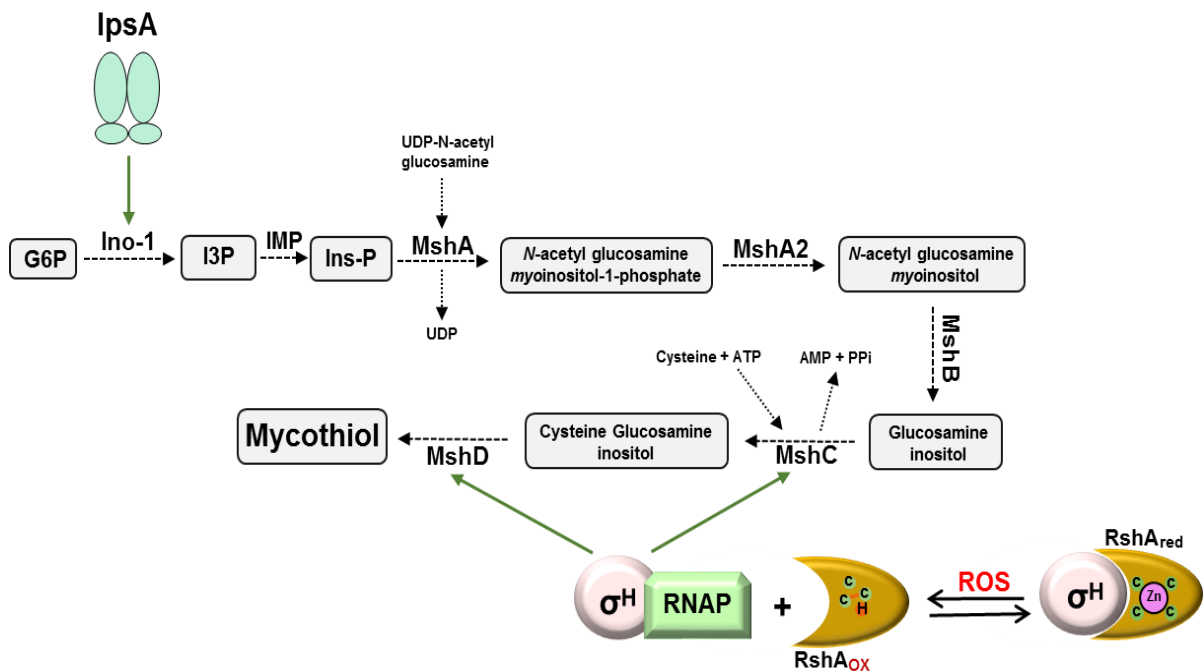 IpsA
UDP-N-acetyl
glucosamine
Ino-1
IMP
MshA
MshA2
G6P
I3P
Ins-P
N-acetyl glucosamine
myoinositol-1-phosphate
N-acetyl glucosamine
myoinositol
UDP
MshB
Cysteine + ATP
AMP + PPi
Mycothiol
Cysteine Glucosamine
inositol
Glucosamine
inositol
MshD
MshC
RshAred
σH
RNAP
+
C
C
C
H
ROS
σH
C
C
Zn
C
C
RshAOX